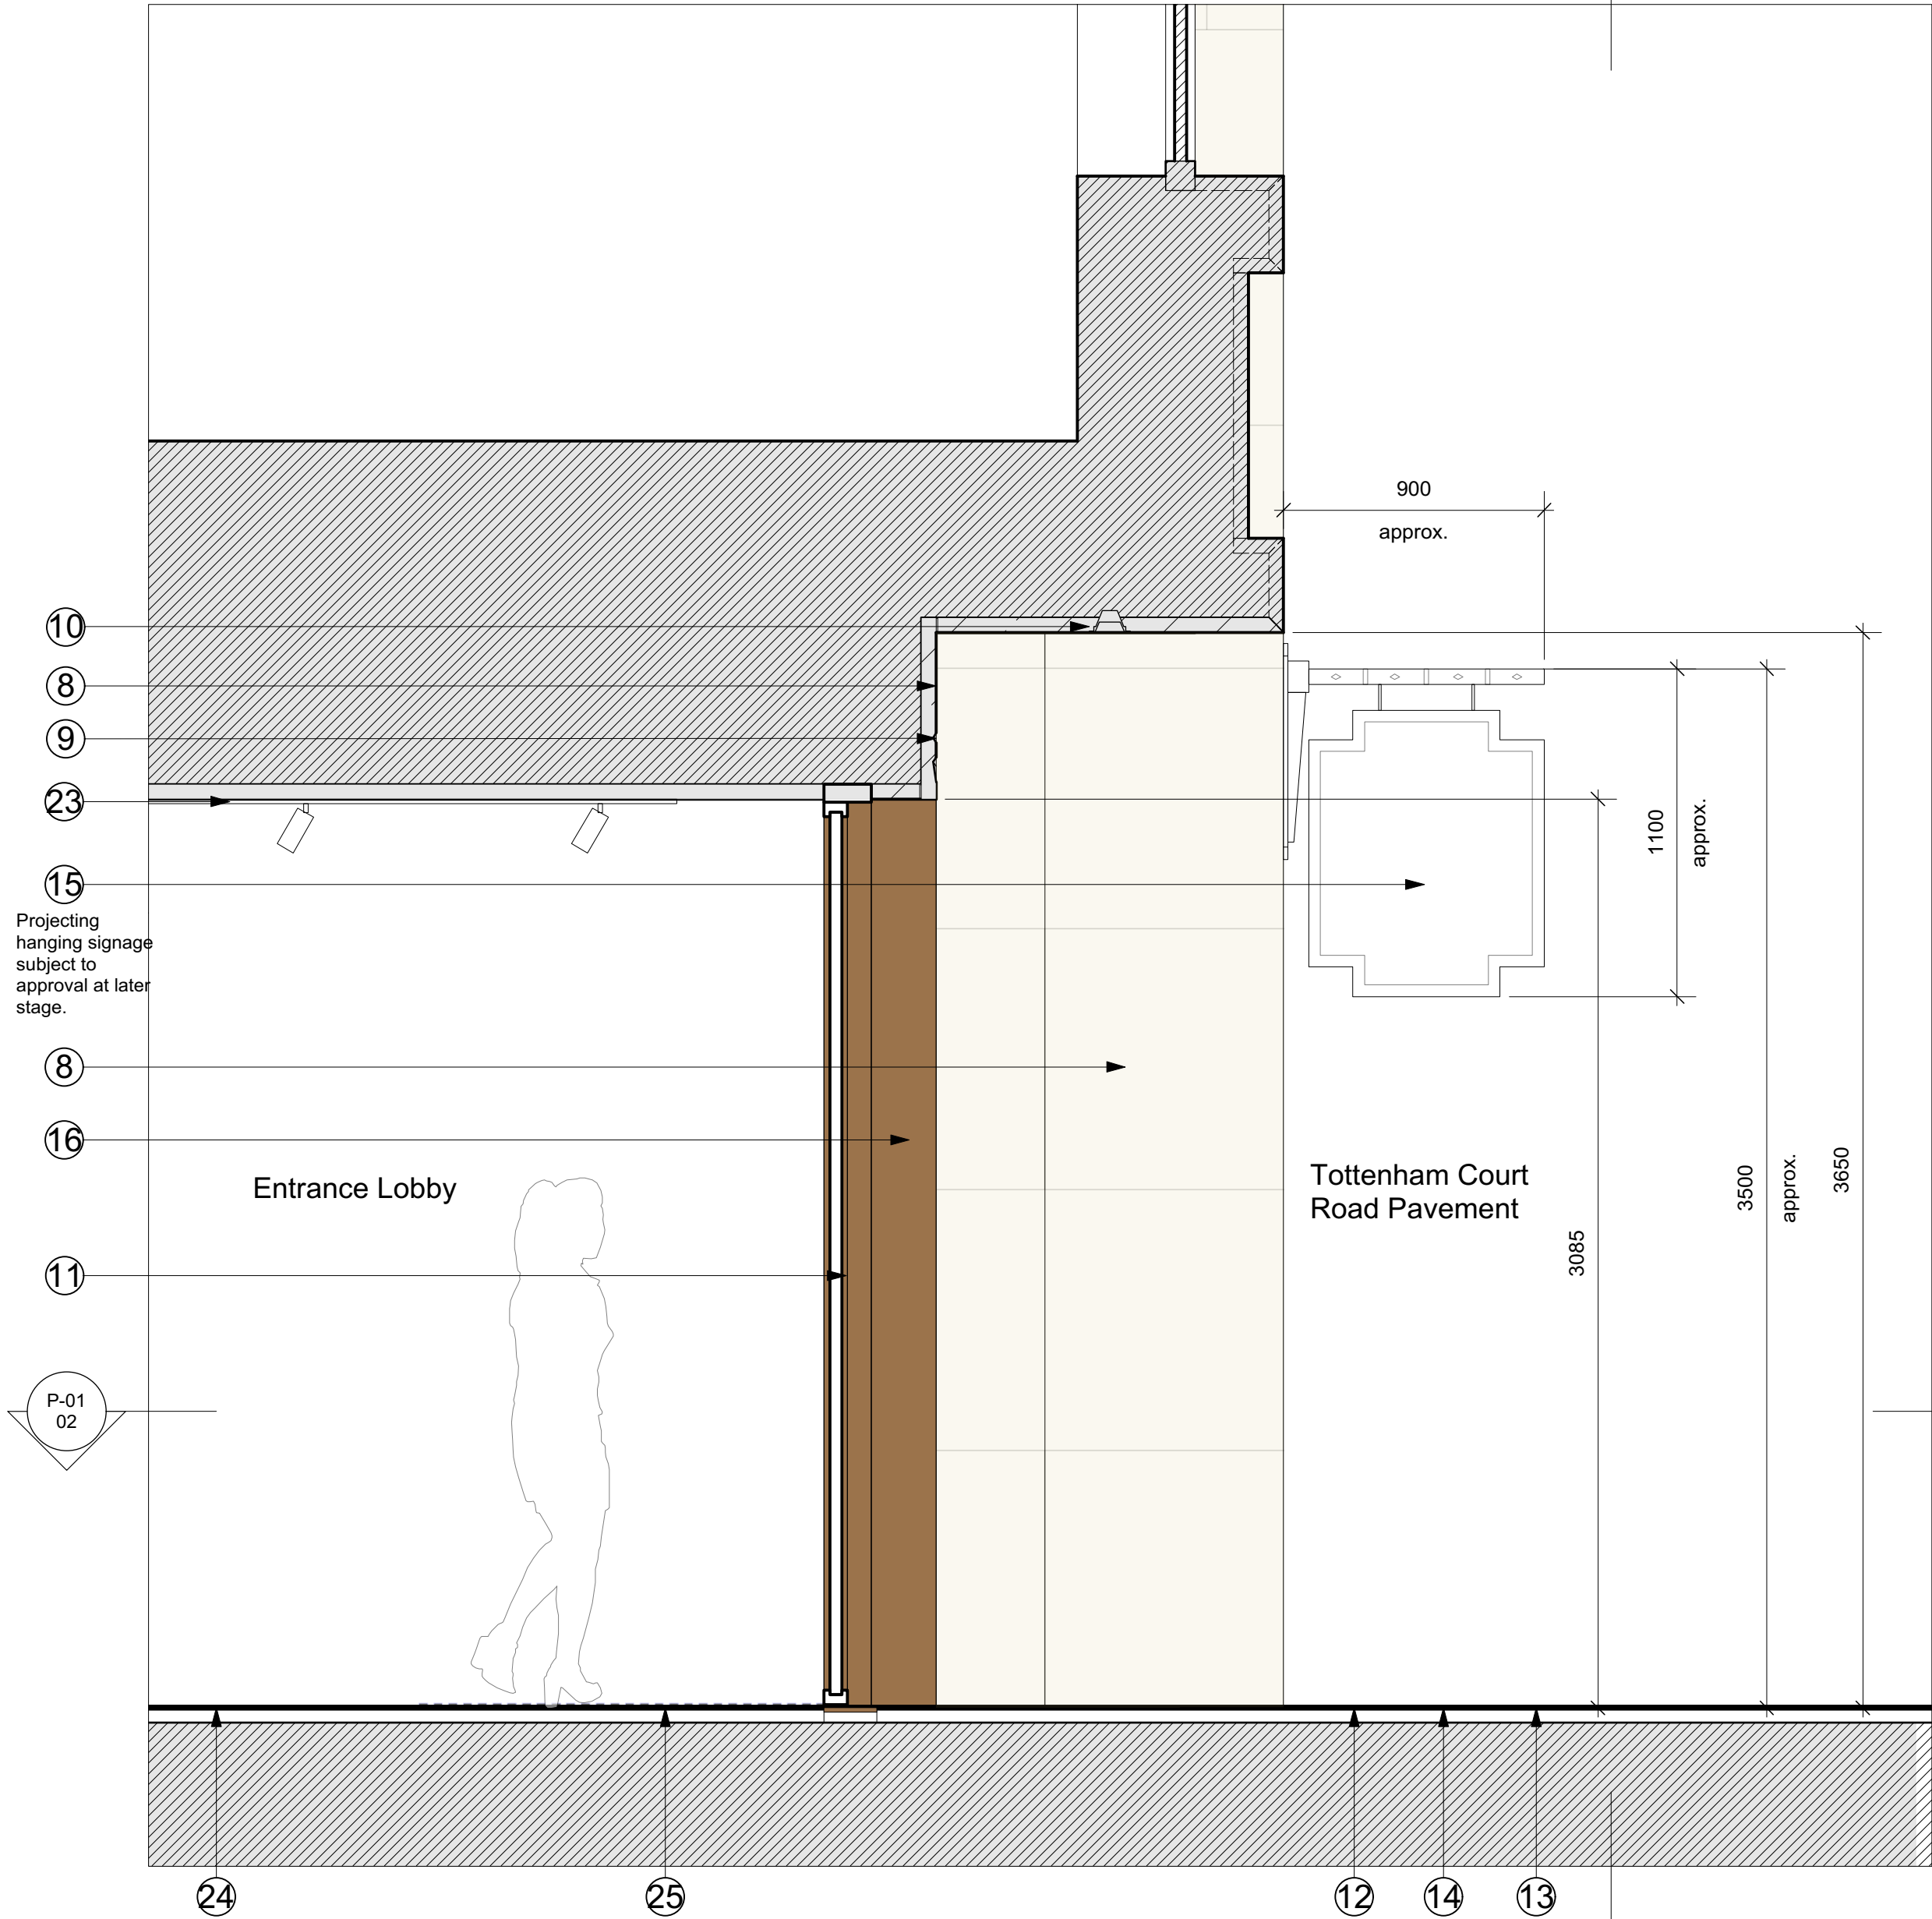 900
approx.
10
8
9
23
15
Projecting
hanging signage
subject to
approval at later
stage.
1100
approx.
8
16
Entrance Lobby
Tottenham Court
Road Pavement
3500
approx.
3650
3085
11
P-01
02
24
25
12
14
13